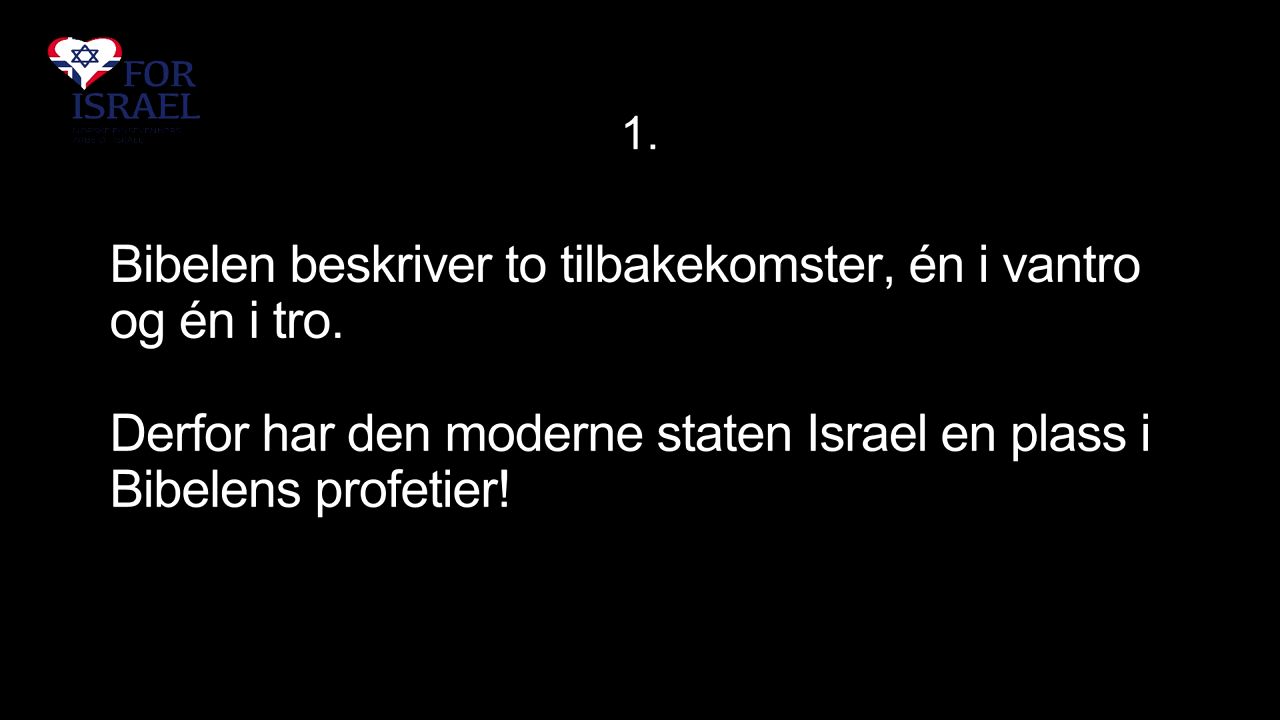 FOR
ISRAEL
1.
Bibelen beskriver to tilbakekomster, én i vantro
og én i tro.
Derfor har den moderne staten Israel en plass i
Bibelens profetier!